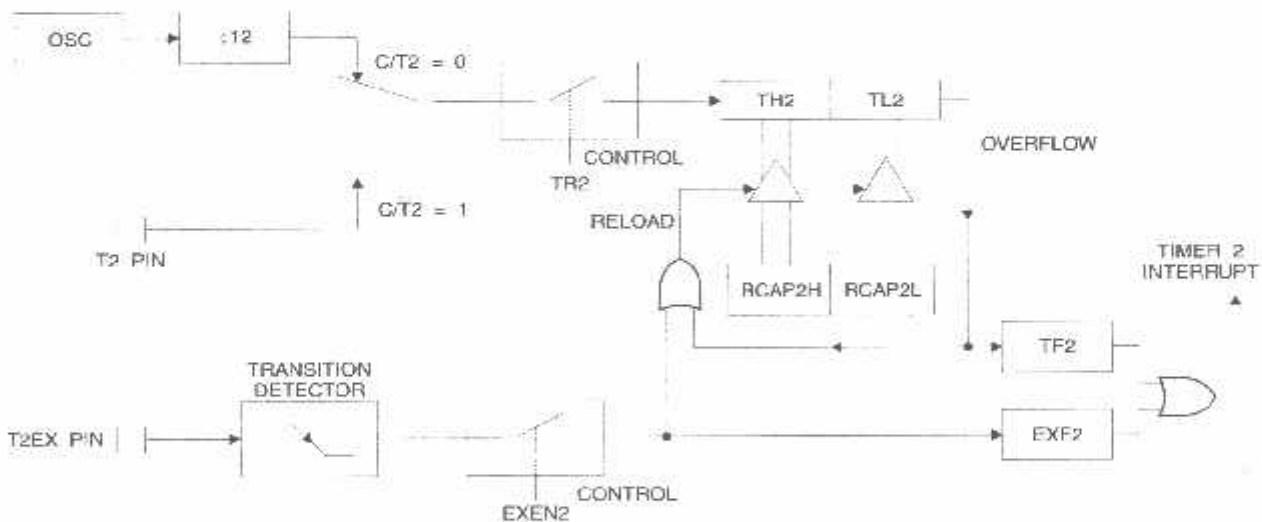 OSC
÷12
C/T2 = 0
TH2
TL2
OVERFLOW
CONTROL
TR2
C/T2 = 1
RELOAD
T2 PIN
TIMER 2
INTERRUPT
RCAP2H
RCAP2L
TF2
TRANSITION
DETECTOR
T2EX PIN
EXF2
CONTROL
EXEN2